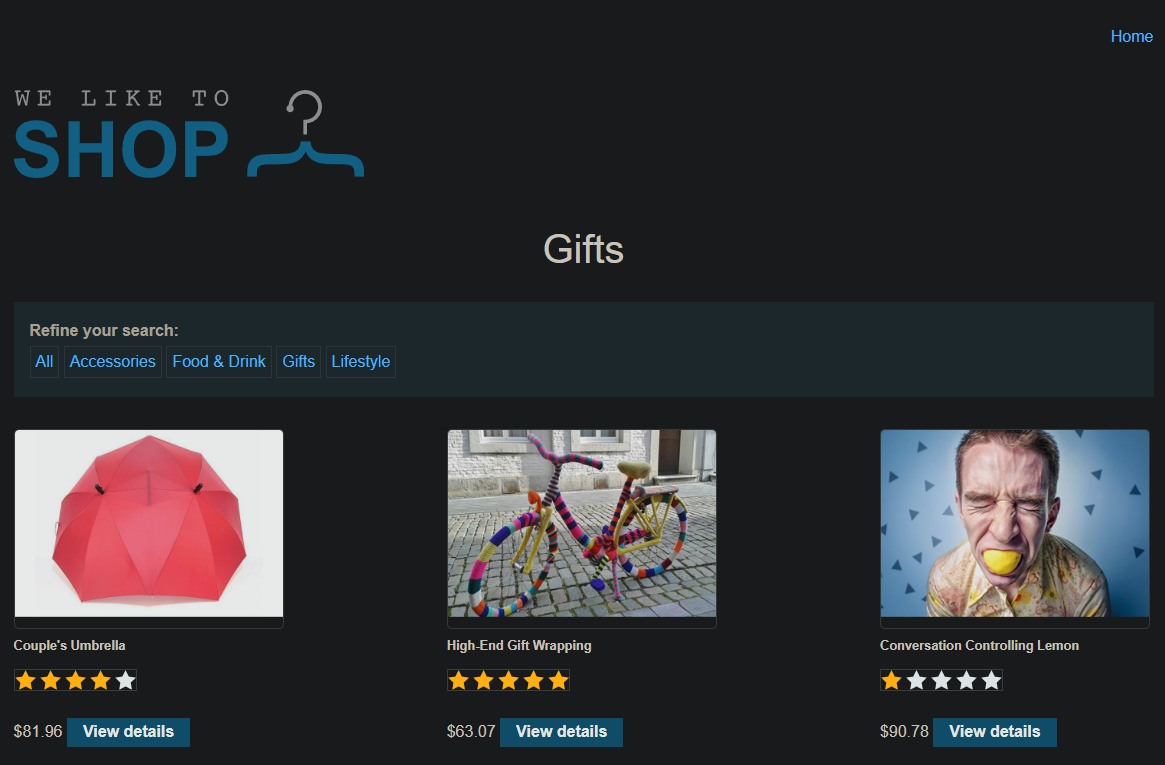 Home
WE LIKE TO
SHOP
Gifts
Refine your search:
All Accessories Food & Drink Gifts Lifestyle
Couple's Umbrella High-End Gift Wrapping Conversation Controlling Lemon
$81.96 View details $63.07 View details $90.78 View details